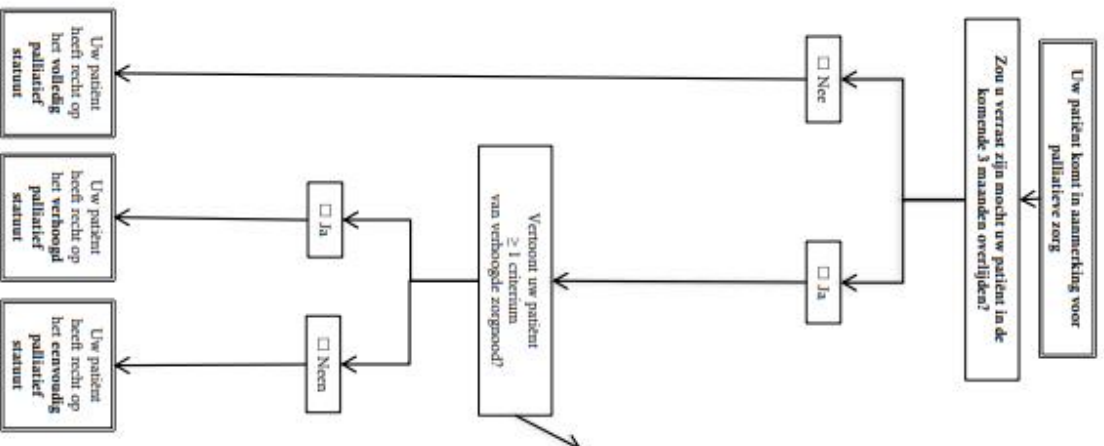 Uw patiënt komt in aanmerking voor
palliatieve zorg
Zou u verrast zijn mocht uw patiënt in de
komende 3 maanden overlijden?
☐ Nee
☐ Ja
Vertoont uw patiënt
≥ 1 criterium
van verhoogde zorgnood?
☐ Ja
☐ Neen
Uw patiënt
heeft recht op
het volledig
palliatief
statuut
Uw patiënt
heeft recht op
het verhoogd
palliatief
statuut
Uw patiënt
heeft recht op
het eenvoudig
palliatief
statuut